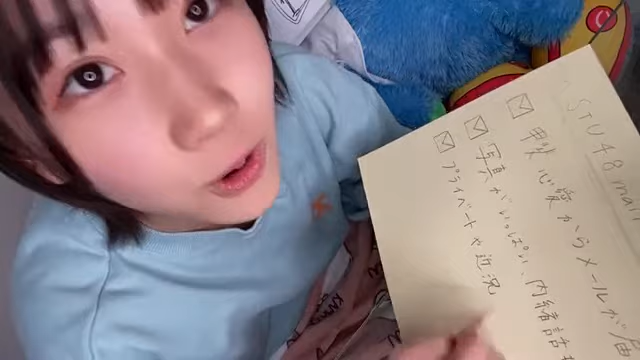 STU48 mail
甲斐心愛からメールが届
写真がいっぱい、内緒話も
プライベートや近況